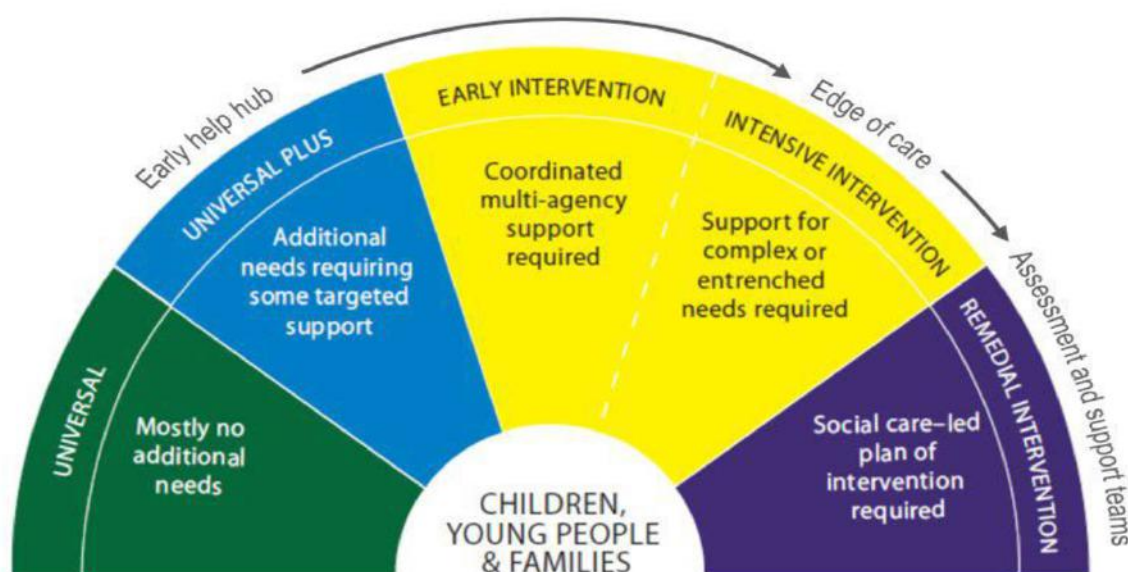 Early help hub
Edge of care
Assessment and support teams
UNIVERSAL
Mostly no
additional
needs
UNIVERSAL PLUS
Additional
needs requiring
some targeted
support
EARLY INTERVENTION
Coordinated
multi-agency
support
required
INTENSIVE INTERVENTION
Support for
complex or
entrenched
needs required
REMEDIAL INTERVENTION
Social care–led
plan of
intervention
required
CHILDREN,
YOUNG PEOPLE
& FAMILIES